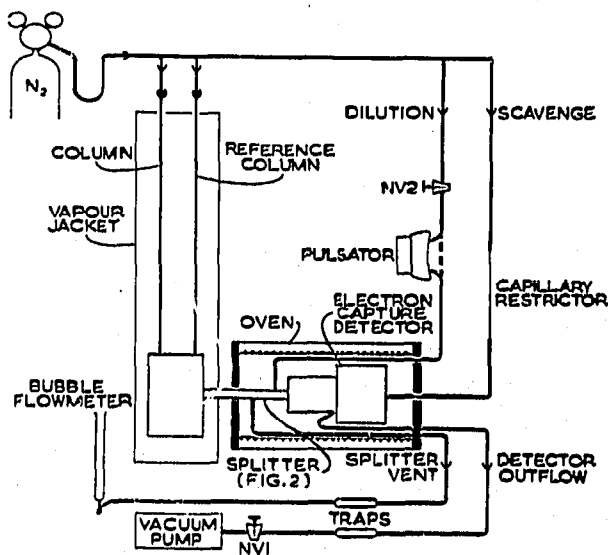 N₂
DILUTION
SCAVENGE
COLUMN
REFERENCE
COLUMN
NV2
VAPOUR
JACKET
PULSATOR
CAPILLARY
RESTRICTOR
ELECTRON
CAPTURE
DETECTOR
OVEN
BUBBLE
FLOWMETER
SPLITTER
(FIG.2)
SPLITTER
VENT
DETECTOR
OUTFLOW
TRAPS
VACUUM
PUMP
NV1